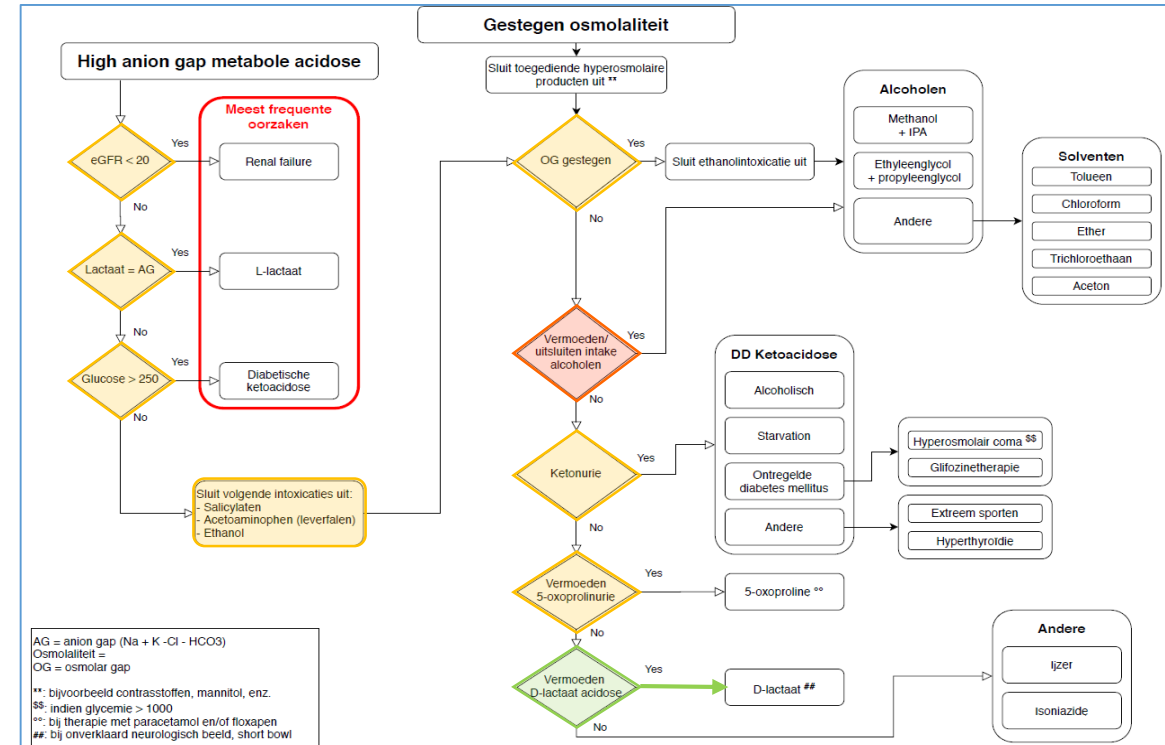 Gestegen osmolaliteit
High anion gap metabole acidose
Sluit toegediende hyperosmolaire
producten uit **
Meest frequente
oorzaken
eGFR < 20
Yes
Renal failure
No
Lactaat = AG
Yes
L-lactaat
No
Glucose > 250
Yes
Diabetische
ketoacidose
No
Sluit volgende intoxicaties uit:
- Salicylaten
- Acetoaminophen (leverfalen)
- Ethanol
OG gestegen
Yes
Sluit ethanolintoxicatie uit
No
Alcoholen
Methanol
+ IPA
Ethyleenglycol
+ propyleenglycol
Andere
Solventen
Tolueen
Chloroform
Ether
Trichloroethaan
Aceton
Vermoeden/
uitsluiten intake
alcoholen
Yes
No
DD Ketoacidose
Alcoholisch
Starvation
Ontregelde
diabetes mellitus
Andere
Hyperosmolair coma $$
Glifozinetherapie
Extreem sporten
Hyperthyroïdie
Ketonurie
Yes
No
Vermoeden
5-oxoprolinurie
Yes
5-oxoproline °°
No
Vermoeden
D-lactaat acidose
Yes
D-lactaat ##
No
Andere
Ijzer
Isoniazide
AG = anion gap (Na + K -Cl - HCO3)
Osmolaliteit =
OG = osmolar gap
**: bijvoorbeeld contrasstoffen, mannitol, enz.
$$: indien glycemie > 1000
°°: bij therapie met paracetamol en/of floxapen
##: bij onverklaard neurologisch beeld, short bowl